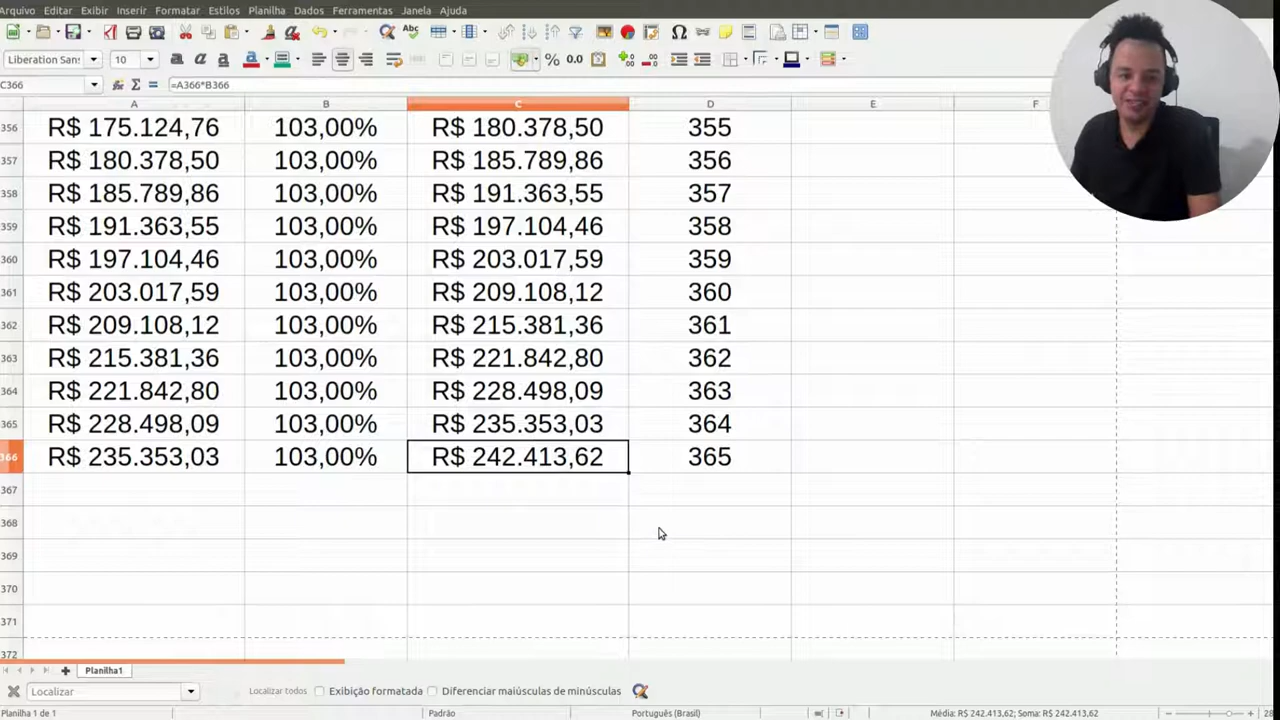 Arquivo Editar Exibir Inserir Formatar Estilos Planilha Dados Ferramentas Janela Ajuda
Liberation Sans 10
C366 =A366*B366
A B C D E F
356 R$ 175.124,76 103,00% R$ 180.378,50 355
357 R$ 180.378,50 103,00% R$ 185.789,86 356
358 R$ 185.789,86 103,00% R$ 191.363,55 357
359 R$ 191.363,55 103,00% R$ 197.104,46 358
360 R$ 197.104,46 103,00% R$ 203.017,59 359
361 R$ 203.017,59 103,00% R$ 209.108,12 360
362 R$ 209.108,12 103,00% R$ 215.381,36 361
363 R$ 215.381,36 103,00% R$ 221.842,80 362
364 R$ 221.842,80 103,00% R$ 228.498,09 363
365 R$ 228.498,09 103,00% R$ 235.353,03 364
366 R$ 235.353,03 103,00% R$ 242.413,62 365
367
368
369
370
371
372
Planilha1
Localizar Localizar todos Exibição formatada Diferenciar maiúsculas de minúsculas
Planilha 1 de 1 Padrão Português (Brasil) Média: R$ 242.413,62; Soma: R$ 242.413,62